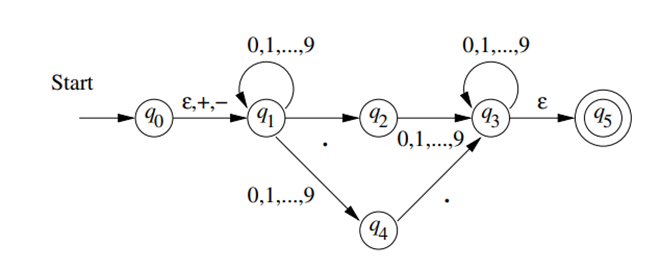 0,1,...,9 0,1,...,9
Start
q0 ε,+,− q1 . q2 0,1,...,9 q3 ε q5
0,1,...,9 .
q4